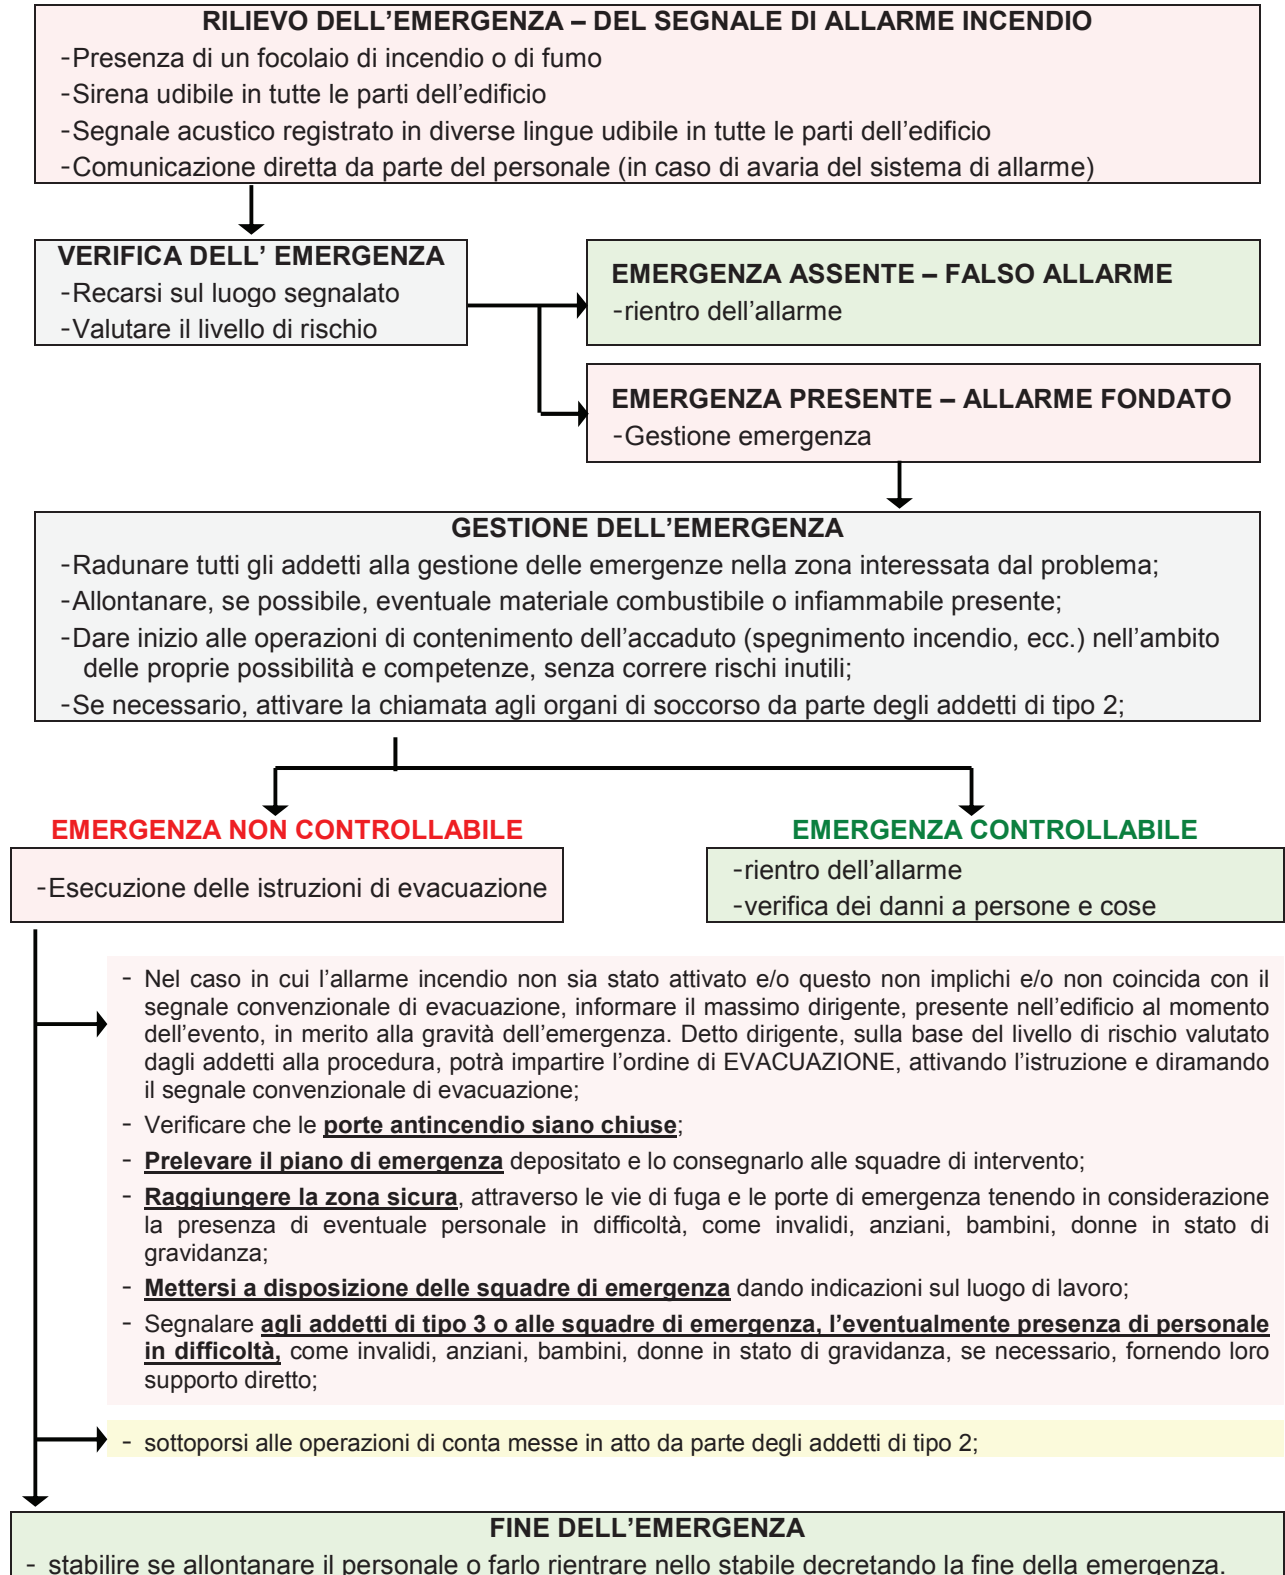 RILIEVO DELL’EMERGENZA – DEL SEGNALE DI ALLARME INCENDIO
-Presenza di un focolaio di incendio o di fumo
-Sirena udibile in tutte le parti dell’edificio
-Segnale acustico registrato in diverse lingue udibile in tutte le parti dell’edificio
-Comunicazione diretta da parte del personale (in caso di avaria del sistema di allarme)
VERIFICA DELL’ EMERGENZA
-Recarsi sul luogo segnalato
-Valutare il livello di rischio
EMERGENZA ASSENTE – FALSO ALLARME
-rientro dell’allarme
EMERGENZA PRESENTE – ALLARME FONDATO
-Gestione emergenza
GESTIONE DELL’EMERGENZA
-Radunare tutti gli addetti alla gestione delle emergenze nella zona interessata dal problema;
-Allontanare, se possibile, eventuale materiale combustibile o infiammabile presente;
-Dare inizio alle operazioni di contenimento dell’accaduto (spegnimento incendio, ecc.) nell’ambito
delle proprie possibilità e competenze, senza correre rischi inutili;
-Se necessario, attivare la chiamata agli organi di soccorso da parte degli addetti di tipo 2;
EMERGENZA NON CONTROLLABILE
-Esecuzione delle istruzioni di evacuazione
EMERGENZA CONTROLLABILE
-rientro dell’allarme
-verifica dei danni a persone e cose
- Nel caso in cui l’allarme incendio non sia stato attivato e/o questo non implichi e/o non coincida con il
segnale convenzionale di evacuazione, informare il massimo dirigente, presente nell’edificio al momento
dell’evento, in merito alla gravità dell’emergenza. Detto dirigente, sulla base del livello di rischio valutato
dagli addetti alla procedura, potrà impartire l’ordine di EVACUAZIONE, attivando l’istruzione e diramando
il segnale convenzionale di evacuazione;
- Verificare che le porte antincendio siano chiuse;
- Prelevare il piano di emergenza depositato e lo consegnarlo alle squadre di intervento;
- Raggiungere la zona sicura, attraverso le vie di fuga e le porte di emergenza tenendo in considerazione
la presenza di eventuale personale in difficoltà, come invalidi, anziani, bambini, donne in stato di
gravidanza;
- Mettersi a disposizione delle squadre di emergenza dando indicazioni sul luogo di lavoro;
- Segnalare agli addetti di tipo 3 o alle squadre di emergenza, l’eventualmente presenza di personale
in difficoltà, come invalidi, anziani, bambini, donne in stato di gravidanza, se necessario, fornendo loro
supporto diretto;
- sottoporsi alle operazioni di conta messe in atto da parte degli addetti di tipo 2;
FINE DELL’EMERGENZA
- stabilire se allontanare il personale o farlo rientrare nello stabile decretando la fine della emergenza.